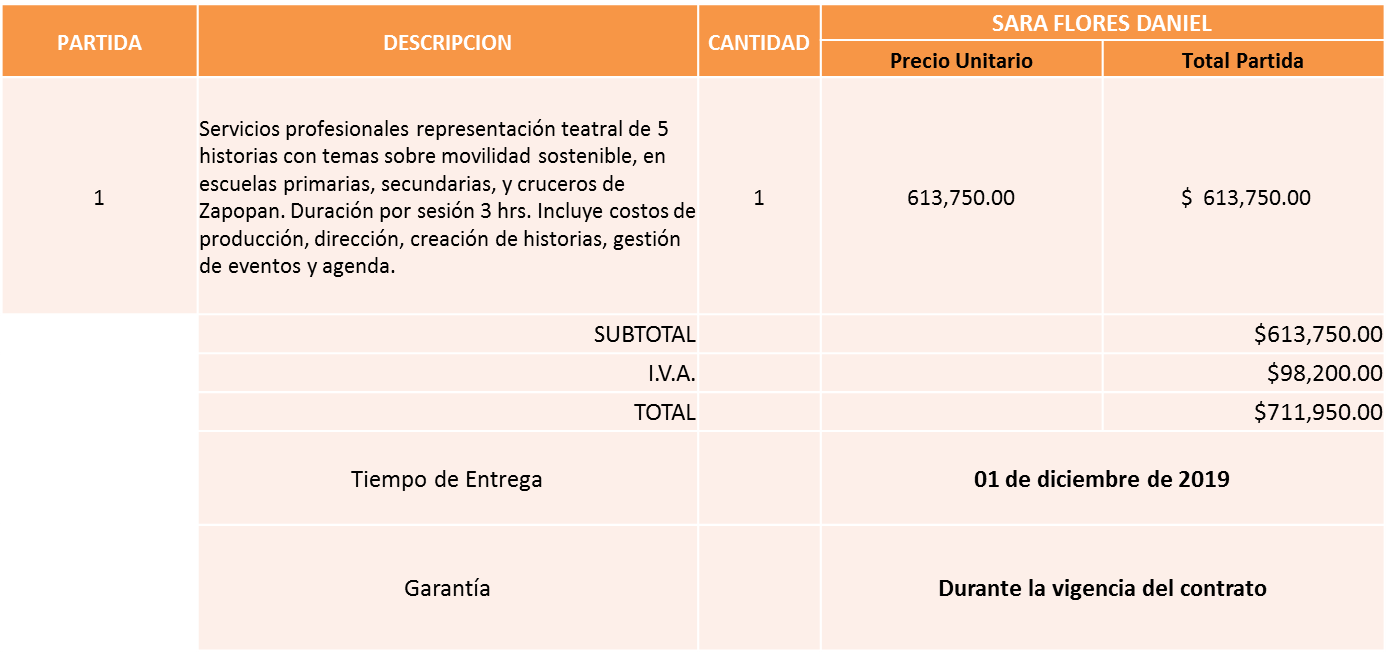 PARTIDA DESCRIPCION CANTIDAD SARA FLORES DANIEL
Precio Unitario Total Partida
1
Servicios profesionales representación teatral de 5
historias con temas sobre movilidad sostenible, en
escuelas primarias, secundarias, y cruceros de
Zapopan. Duración por sesión 3 hrs. Incluye costos de
producción, dirección, creación de historias, gestión
de eventos y agenda.
1 613,750.00 $ 613,750.00
SUBTOTAL $613,750.00
I.V.A. $98,200.00
TOTAL $711,950.00
Tiempo de Entrega 01 de diciembre de 2019
Garantía Durante la vigencia del contrato